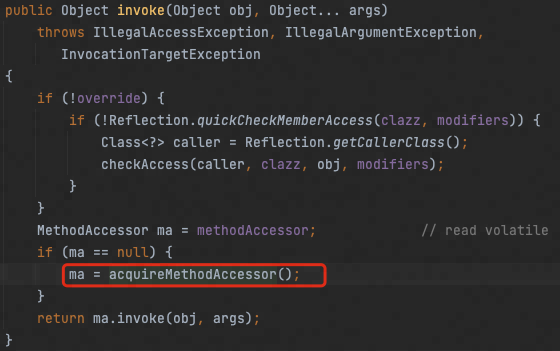 public Object invoke(Object obj, Object... args)
    throws IllegalAccessException, IllegalArgumentException,
       InvocationTargetException
{
    if (!override) {
        if (!Reflection.quickCheckMemberAccess(clazz, modifiers)) {
            Class<?> caller = Reflection.getCallerClass();
            checkAccess(caller, clazz, obj, modifiers);
        }
    }
    MethodAccessor ma = methodAccessor;             // read volatile
    if (ma == null) {
        ma = acquireMethodAccessor();
    }
    return ma.invoke(obj, args);
}